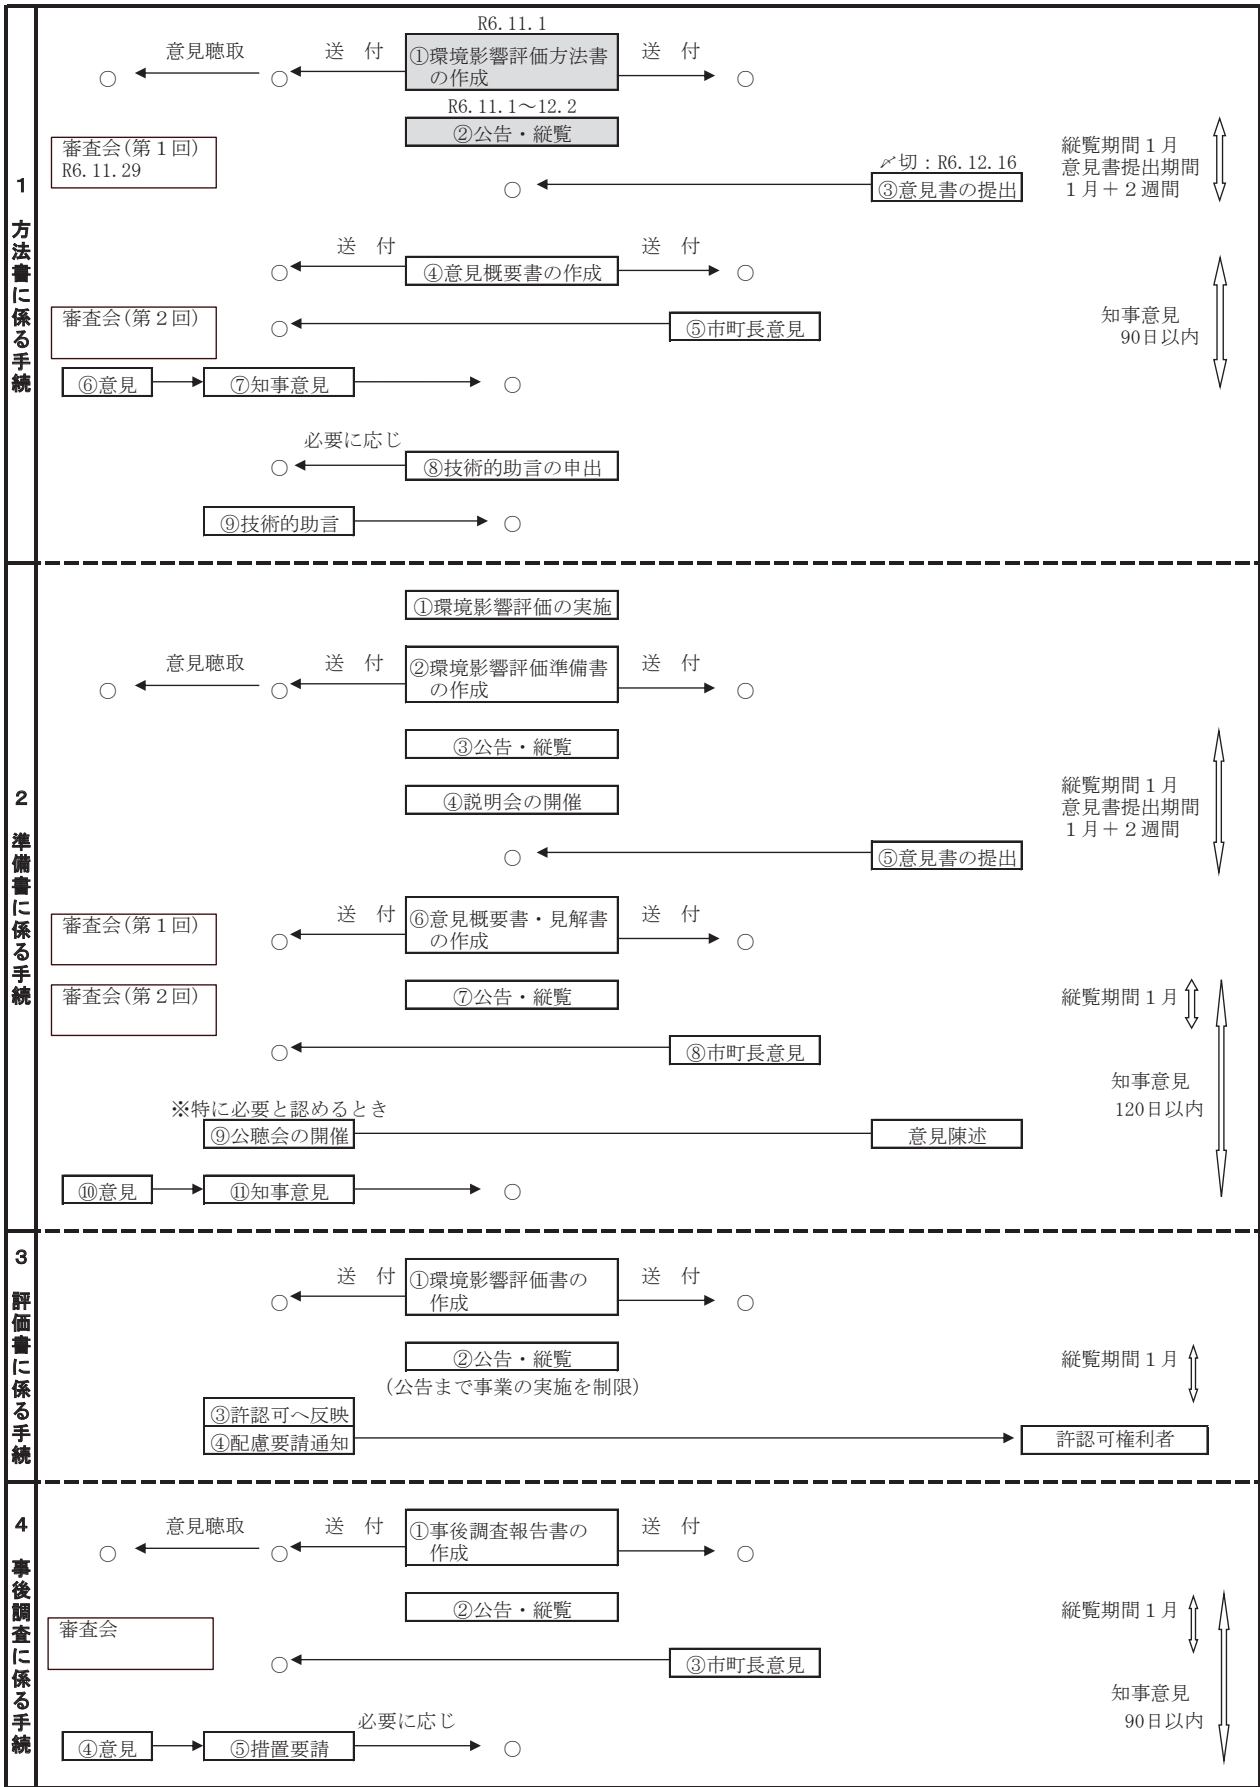 1 方法書に係る手続
R6.11.1
意見聴取
送 付
①環境影響評価方法書
の作成
送 付
○
○
○
R6.11.1～12.2
②公告・縦覧
審査会(第１回)
R6.11.29
縦覧期間１月
意見書提出期間
１月＋２週間
〆切：R6.12.16
○
③意見書の提出
送 付
④意見概要書の作成
送 付
○
○
審査会(第２回)
○
⑤市町長意見
知事意見
90日以内
⑥意見
⑦知事意見
○
必要に応じ
○
⑧技術的助言の申出
⑨技術的助言
○
2 準備書に係る手続
①環境影響評価の実施
意見聴取
送 付
②環境影響評価準備書
の作成
送 付
○
○
○
③公告・縦覧
④説明会の開催
縦覧期間１月
意見書提出期間
１月＋２週間
○
⑤意見書の提出
審査会(第１回)
送 付
⑥意見概要書・見解書
の作成
送 付
○
○
審査会(第２回)
⑦公告・縦覧
縦覧期間１月
○
⑧市町長意見
知事意見
120日以内
※特に必要と認めるとき
⑨公聴会の開催
意見陳述
⑩意見
⑪知事意見
○
3 評価書に係る手続
送 付
①環境影響評価書の
作成
送 付
○
○
②公告・縦覧
縦覧期間１月
(公告まで事業の実施を制限)
③許認可へ反映
④配慮要請通知
許認可権利者
4 事後調査に係る手続
意見聴取
送 付
①事後調査報告書の
作成
送 付
○
○
○
②公告・縦覧
縦覧期間１月
審査会
○
③市町長意見
知事意見
90日以内
必要に応じ
④意見
⑤措置要請
○